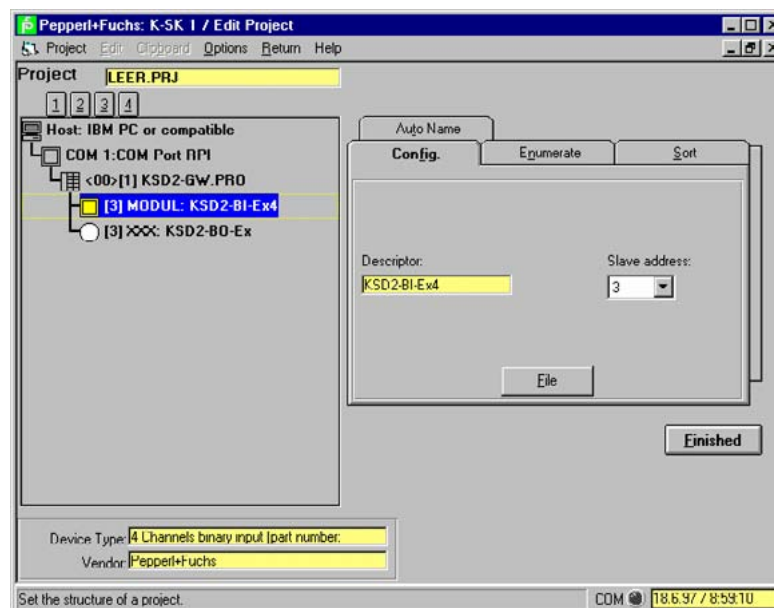 Pepperl+Fuchs: K-SK 1 / Edit Project
Project Edit Clipboard Options Return Help
Project LEER.PRJ
1 2 3 4
Host: IBM PC or compatible
COM 1:COM Port RPI
<00>[1] KSD2-GW.PRO
[3] MODUL: KSD2-BI-Ex4
[3] XXX: KSD2-BO-Ex
Auto Name
Config. Enumerate Sort
Descriptor: Slave address:
KSD2-BI-Ex4 3
File
Finished
Device Type: 4 Channels binary input (part number:
Vendor: Pepperl+Fuchs
Set the structure of a project. COM 18.6.97 / 8:59:10